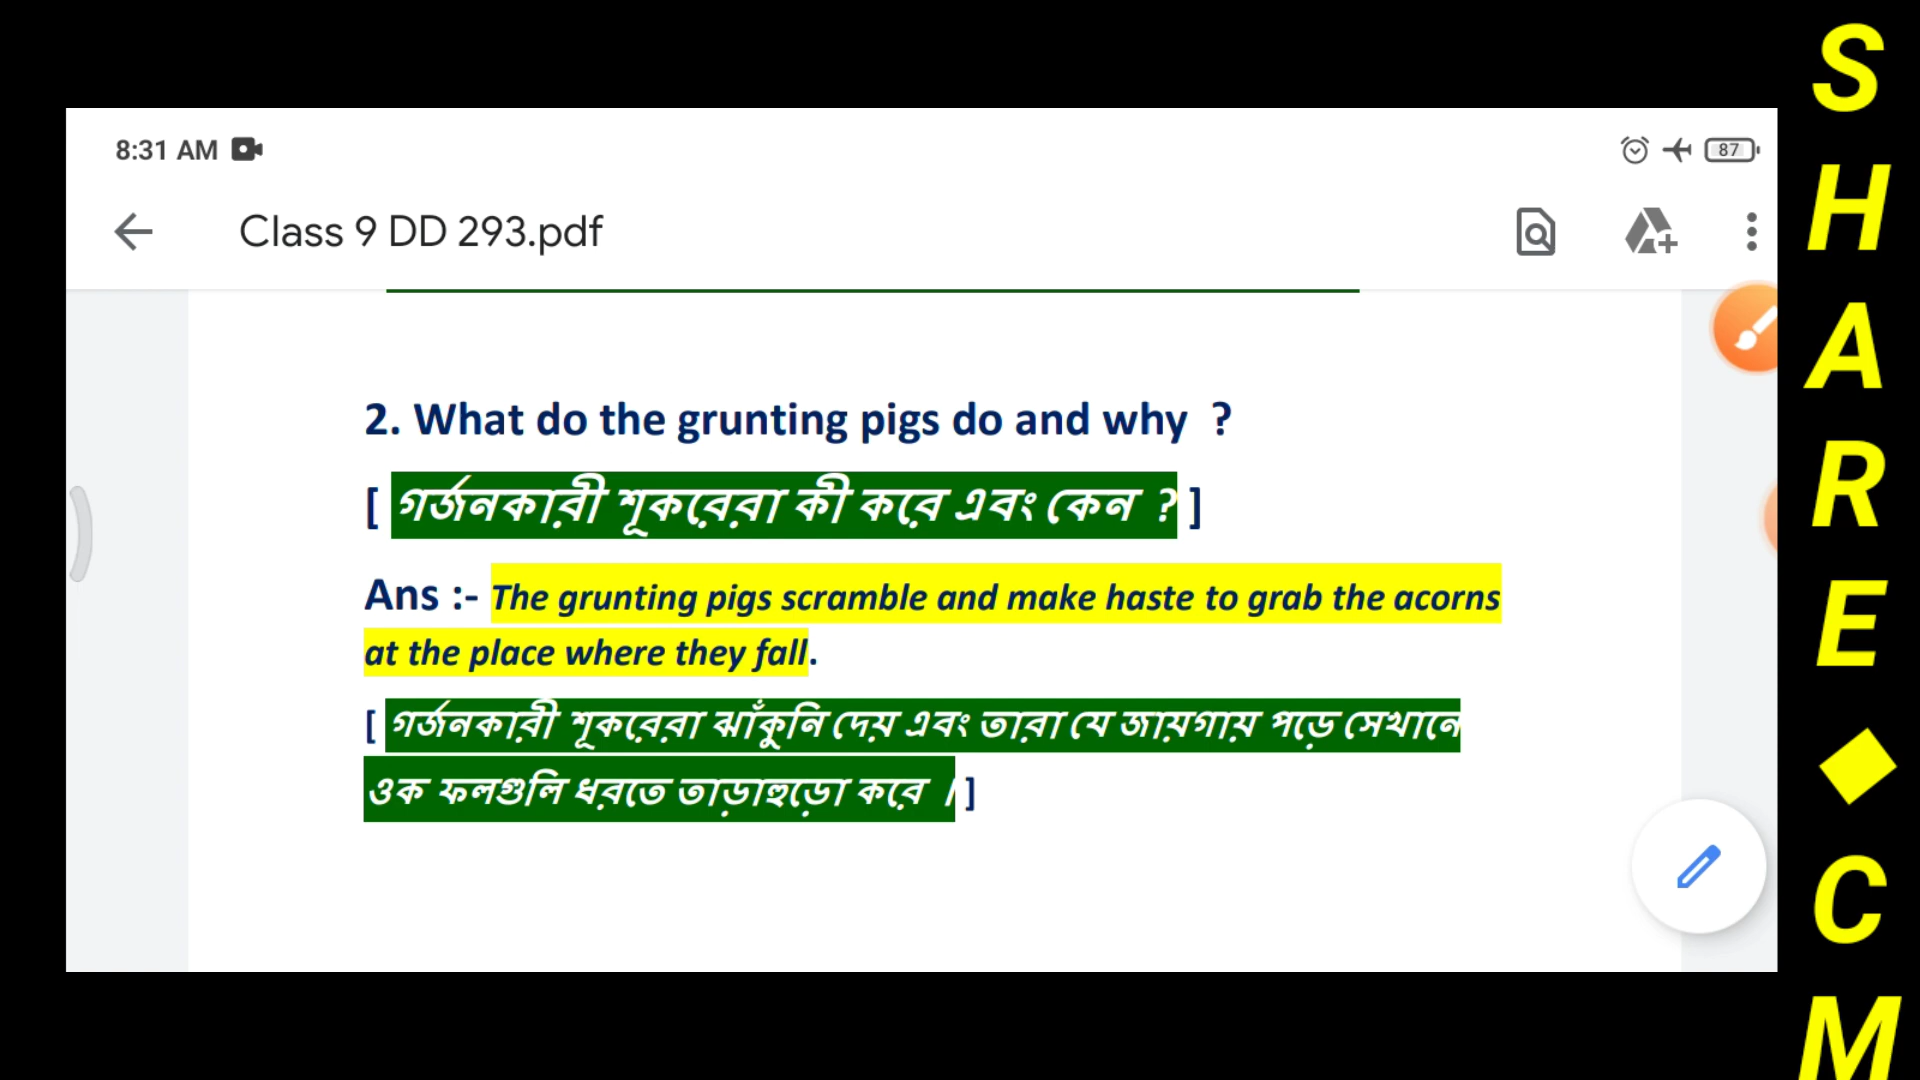 8:31 AM
87
Class 9 DD 293.pdf
2. What do the grunting pigs do and why ?
[ গর্জনকারী শূকরেরা কী করে এবং কেন ? ]
Ans :- The grunting pigs scramble and make haste to grab the acorns
at the place where they fall.
[ গর্জনকারী শূকরেরা ঝাঁকুনি দেয় এবং তারা যে জায়গায় পড়ে সেখানে
ওক ফলগুলি ধরতে তাড়াহুড়ো করে । ]
SHARE◆CM